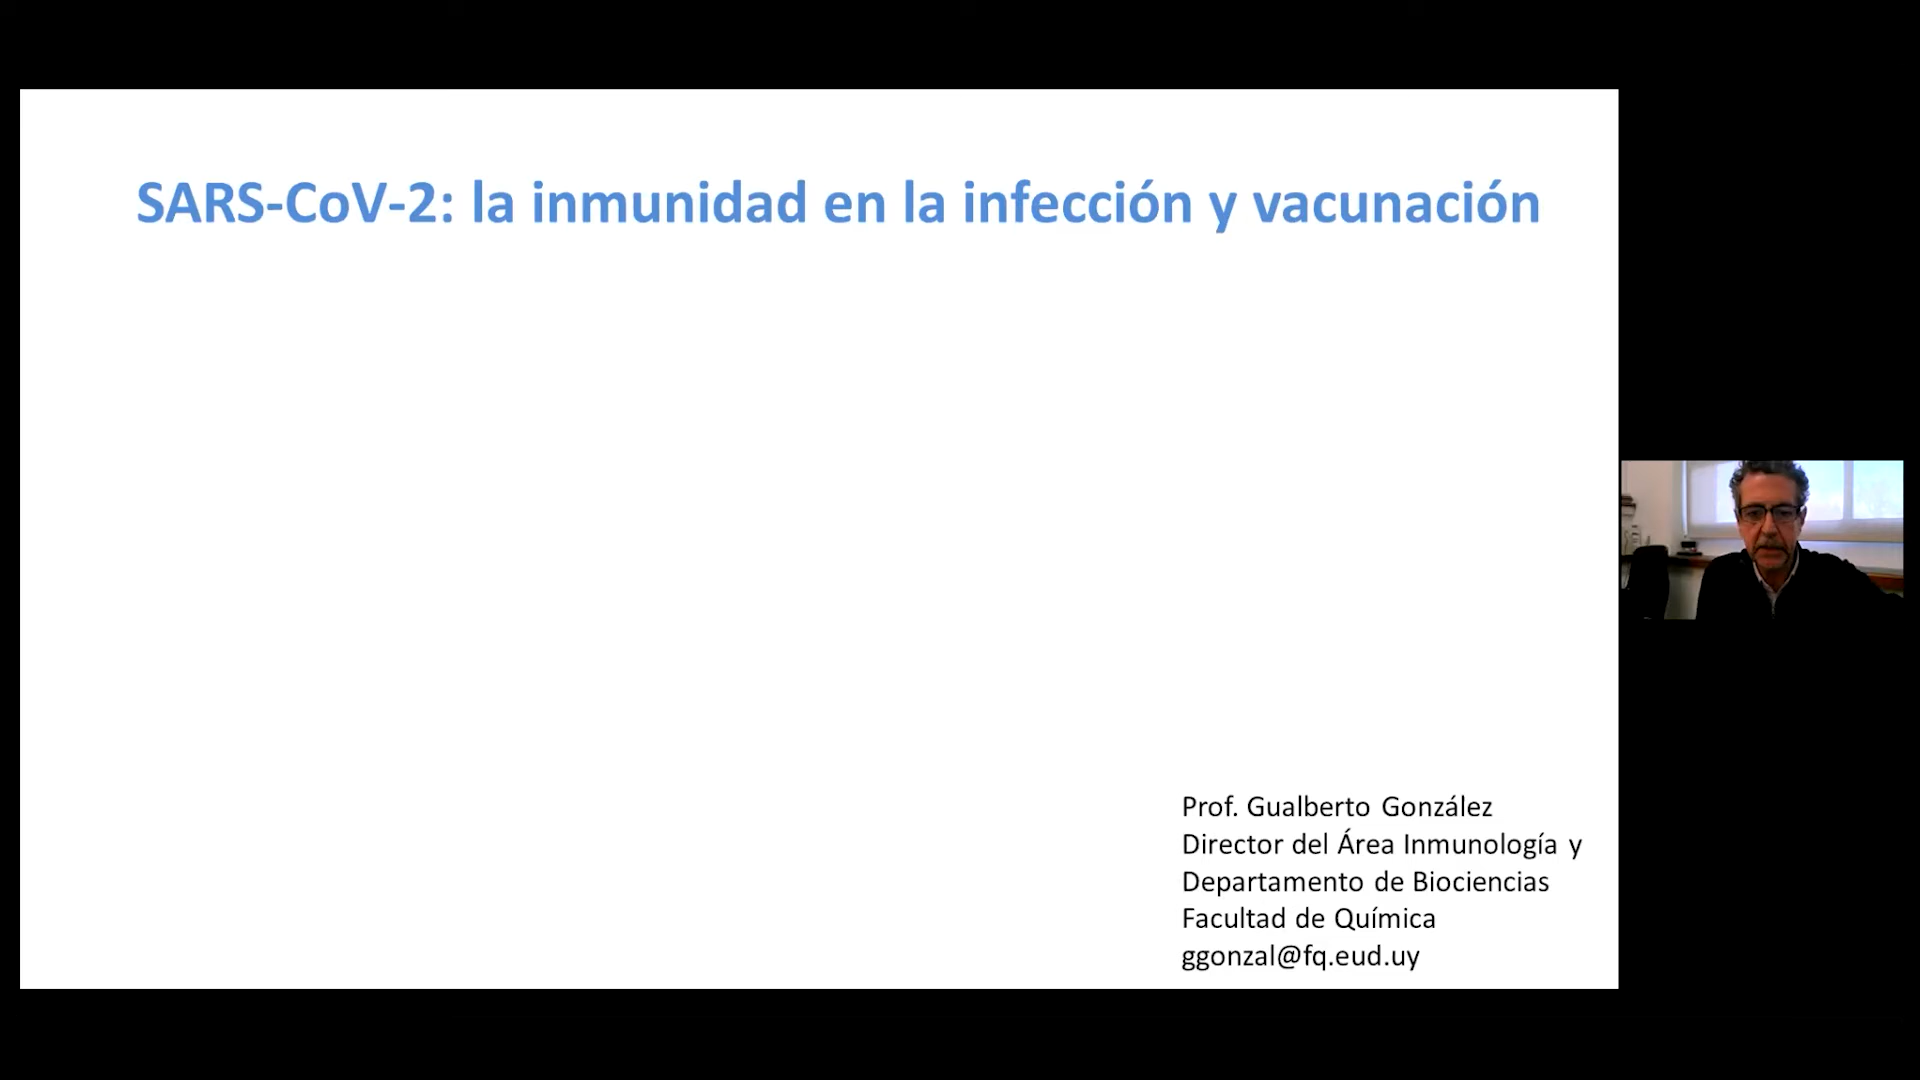 SARS-CoV-2: la inmunidad en la infección y vacunación
Prof. Gualberto González
Director del Área Inmunología y
Departamento de Biociencias
Facultad de Química
ggonzal@fq.eud.uy